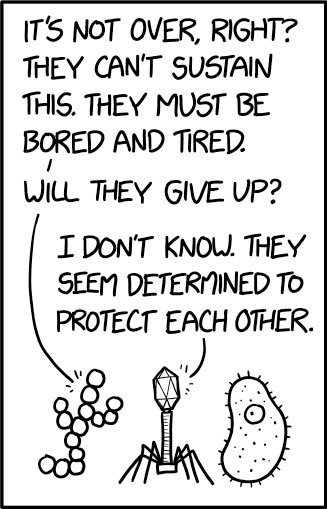 IT'S NOT OVER, RIGHT?
THEY CAN'T SUSTAIN
THIS. THEY MUST BE
BORED AND TIRED.
WILL THEY GIVE UP?
I DON'T KNOW. THEY
SEEM DETERMINED TO
PROTECT EACH OTHER.